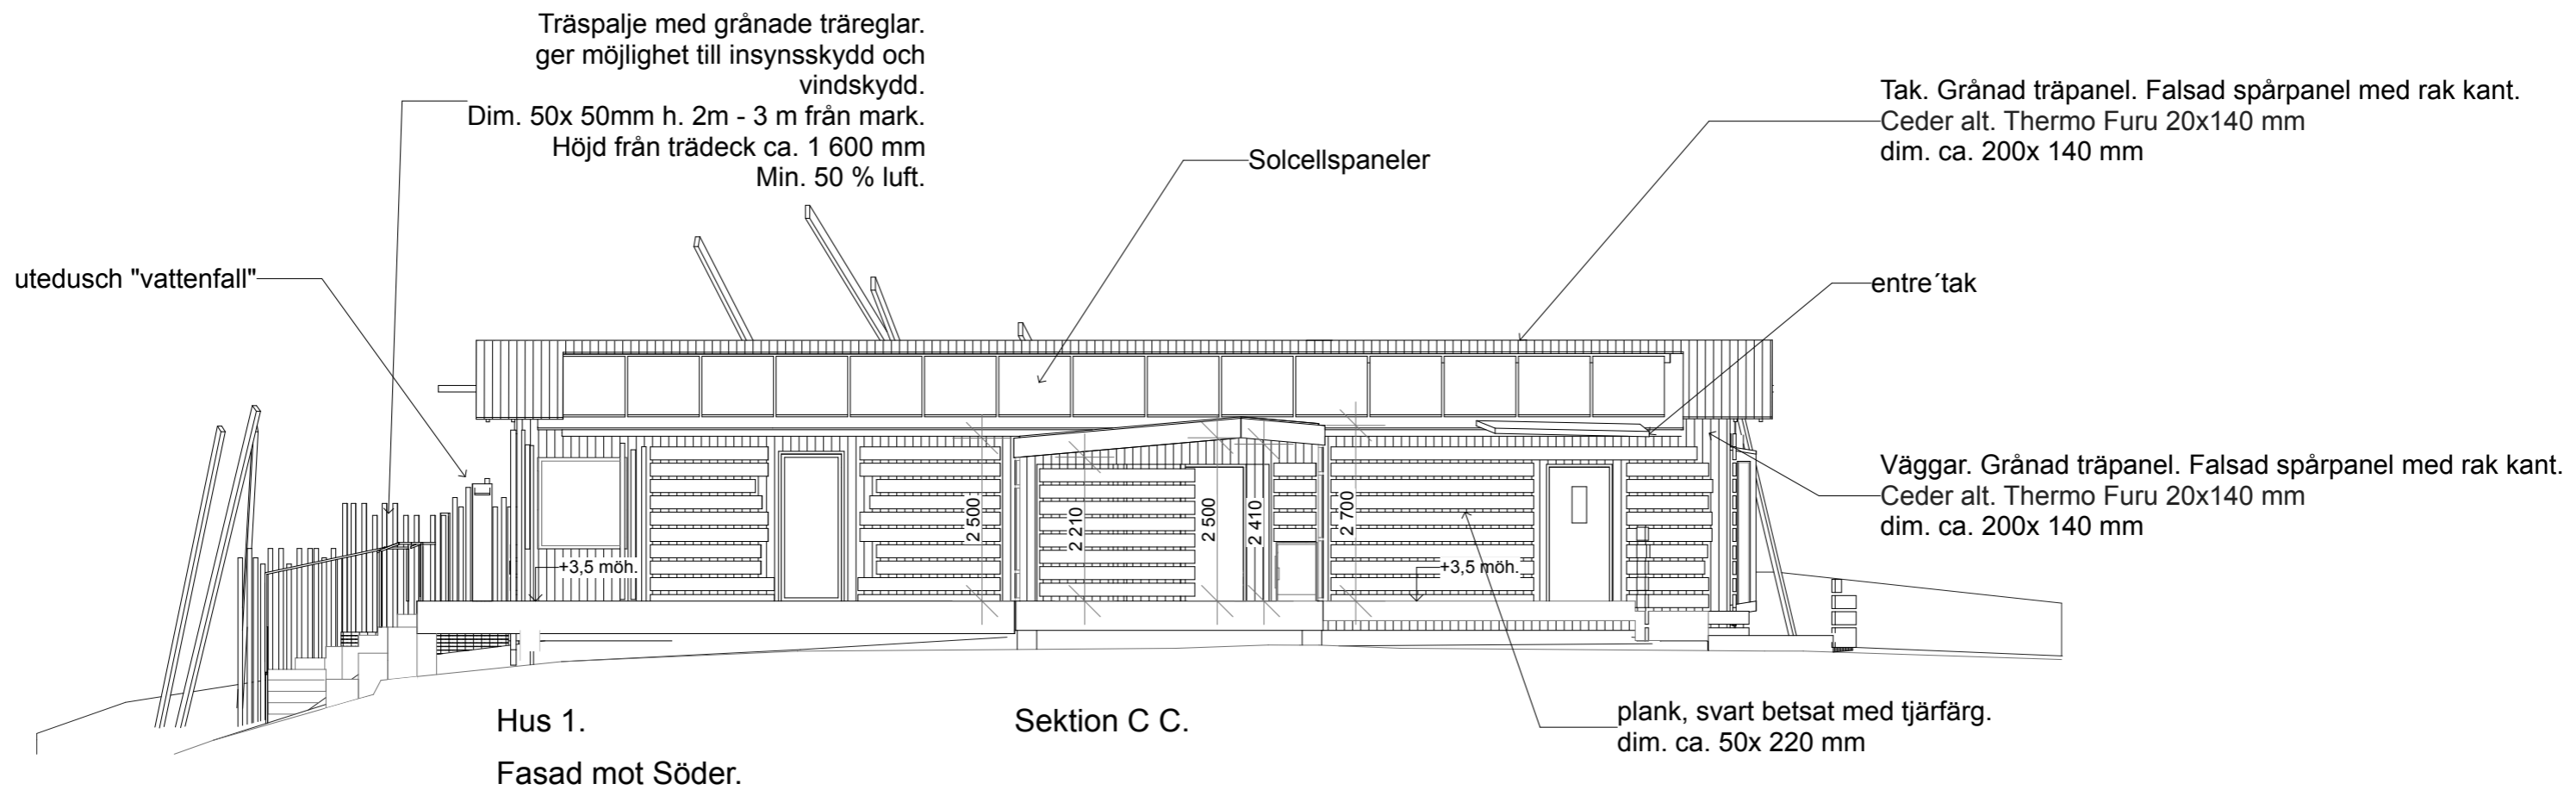 Träspalje med grånade träreglar.
ger möjlighet till insynsskydd och
vindskydd.
Dim. 50x 50mm h. 2m - 3 m från mark.
Höjd från trädeck ca. 1 600 mm
Min. 50 % luft.
Solcellspaneler
Tak. Grånad träpanel. Falsad spårpanel med rak kant.
Ceder alt. Thermo Furu 20x140 mm
dim. ca. 200x 140 mm
utedusch "vattenfall"
entre´tak
Väggar. Grånad träpanel. Falsad spårpanel med rak kant.
Ceder alt. Thermo Furu 20x140 mm
dim. ca. 200x 140 mm
2 500
2 210
2 500
2 410
2 700
+3,5 möh.
+3,5 möh.
plank, svart betsat med tjärfärg.
dim. ca. 50x 220 mm
Hus 1.
Fasad mot Söder.
Sektion C C.